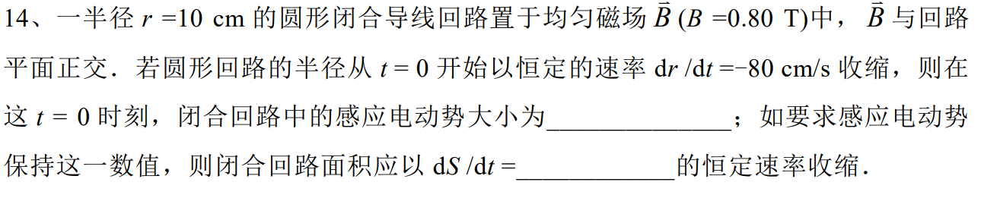 14、一半径 r =10 cm 的圆形闭合导线回路置于均匀磁场 B⃗ (B =0.80 T)中，B⃗ 与回路
平面正交．若圆形回路的半径从 t = 0 开始以恒定的速率 dr /dt =−80 cm/s 收缩，则在
这 t = 0 时刻，闭合回路中的感应电动势大小为______________；如要求感应电动势
保持这一数值，则闭合回路面积应以 dS /dt =____________的恒定速率收缩．